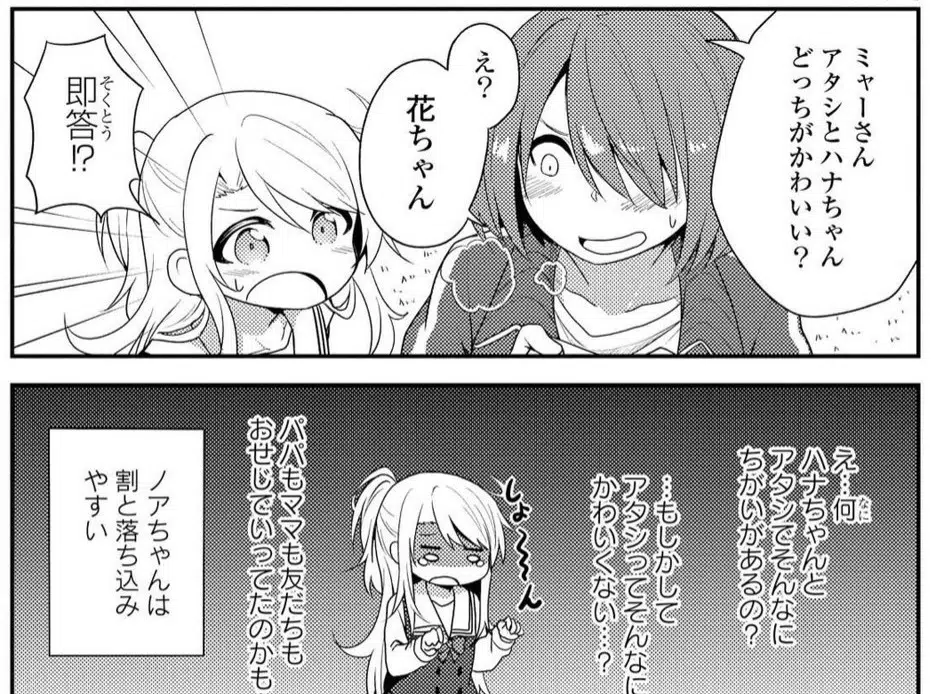 ミャーさん
アタシとハナちゃん
どっちがかわいい？
え？
花ちゃん
そくとう
即答！？
え…何
なに
ハナちゃんと
アタシでそんなに
ちがいがあるの？
…もしかして
アタシってそんなに
かわいくない…？
しょ〜〜ん
パパもママも友だちも
おせじでいってたのかも
ノアちゃんは
割と落ち込み
やすい